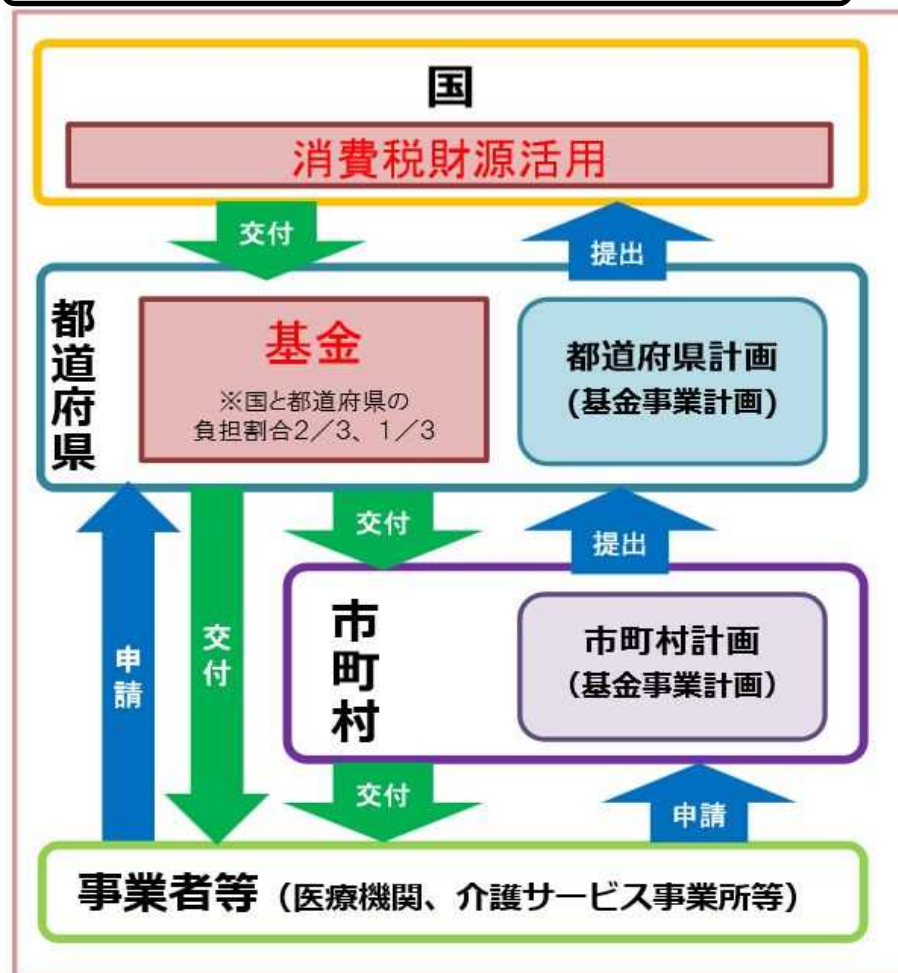 国
消費税財源活用
交付
提出
都道府県
基金
※国と都道府県の
負担割合2／3、1／3
都道府県計画
(基金事業計画)
交付
提出
申請
交付
市町村
市町村計画
（基金事業計画）
交付
申請
事業者等（医療機関、介護サービス事業所等）